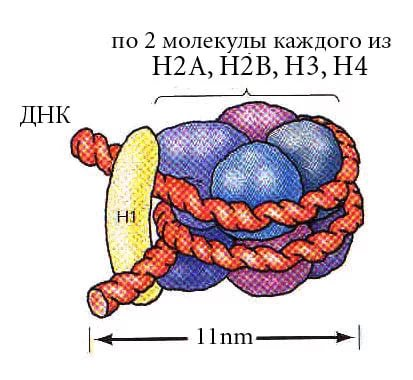 по 2 молекулы каждого из
H2A, H2B, H3, H4
ДНК
H1
11nm